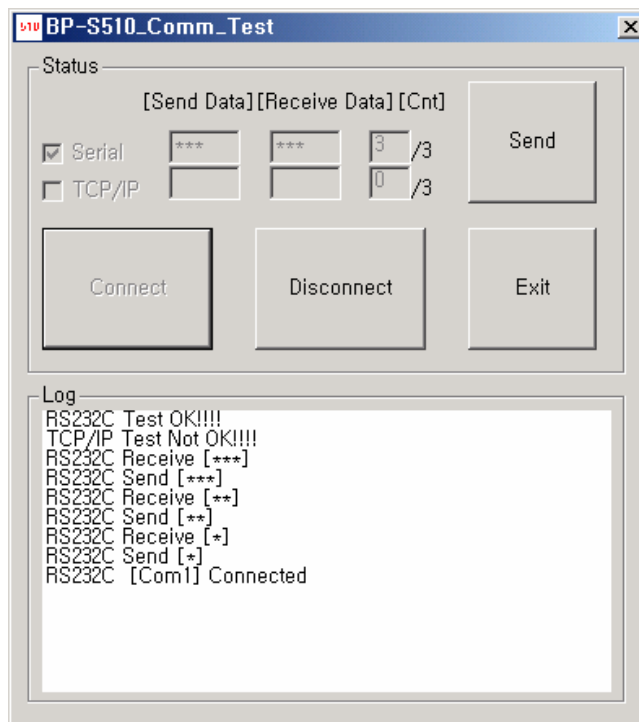 510 BP-S510_Comm_Test
Status
[Send Data] [Receive Data] [Cnt]
Send
Serial *** *** 3 /3
TCP/IP 0 /3
Connect Disconnect Exit
Log
RS232C Test OK!!!!
TCP/IP Test Not OK!!!!
RS232C Receive [***]
RS232C Send [***]
RS232C Receive [**]
RS232C Send [**]
RS232C Receive [*]
RS232C Send [*]
RS232C [Com1] Connected